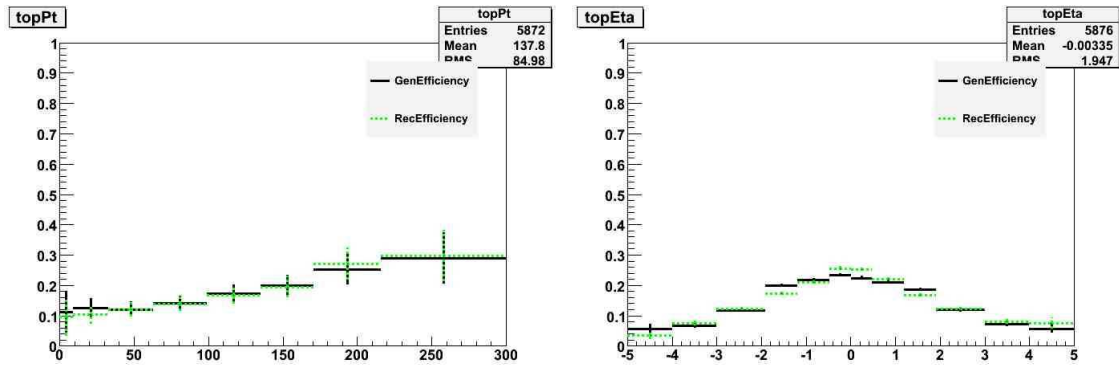 topPt
topPt
Entries 5872
Mean 137.8
RMS 84.98
GenEfficiency
RecEfficiency
1
0.9
0.8
0.7
0.6
0.5
0.4
0.3
0.2
0.1
0
0 50 100 150 200 250 300
topEta
topEta
Entries 5876
Mean -0.00335
RMS 1.947
GenEfficiency
RecEfficiency
1
0.9
0.8
0.7
0.6
0.5
0.4
0.3
0.2
0.1
0
-5 -4 -3 -2 -1 0 1 2 3 4 5